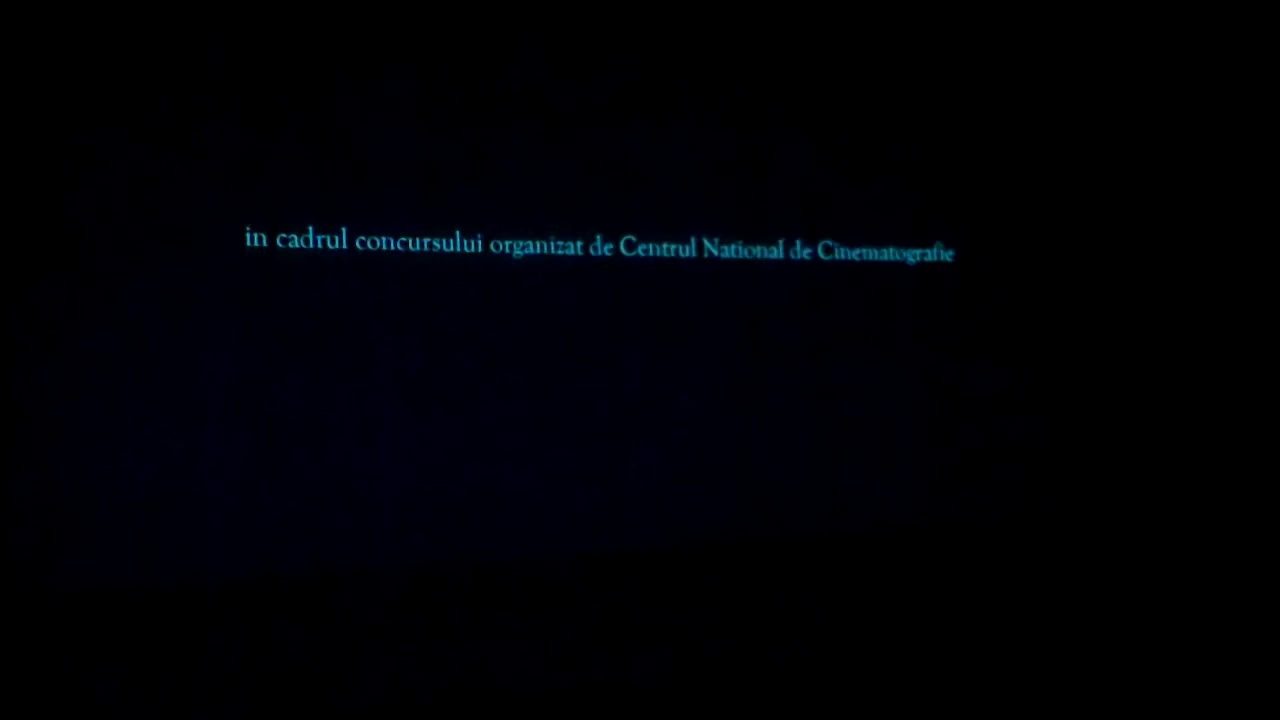 in cadrul concursului organizat de Centrul National de Cinematografie